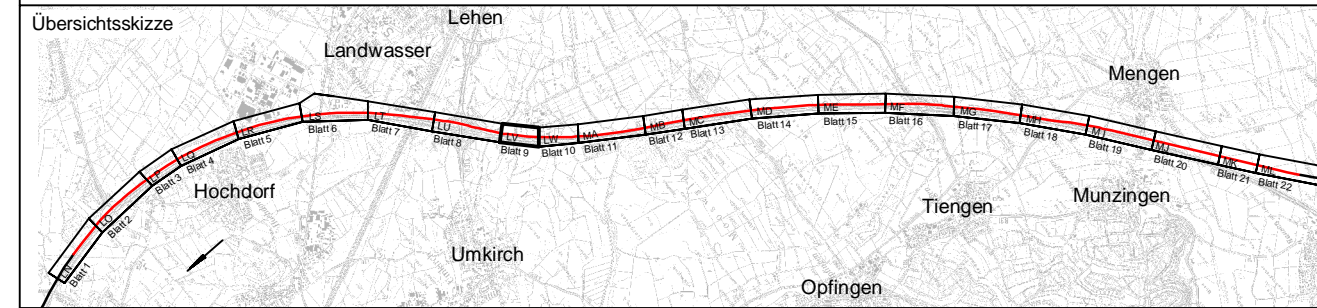 Übersichtsskizze
Lehen
Landwasser
Mengen
Hochdorf
Umkirch
Tiengen
Munzingen
Opfingen
LN
Blatt 1
LO
Blatt 2
LP
Blatt 3
LQ
Blatt 4
LR
Blatt 5
LS
Blatt 6
LT
Blatt 7
LU
Blatt 8
LV
Blatt 9
LW
Blatt 10
MA
Blatt 11
MB
Blatt 12
MC
Blatt 13
MD
Blatt 14
ME
Blatt 15
MF
Blatt 16
MG
Blatt 17
MH
Blatt 18
MI
Blatt 19
MJ
Blatt 20
MK
Blatt 21
ML
Blatt 22